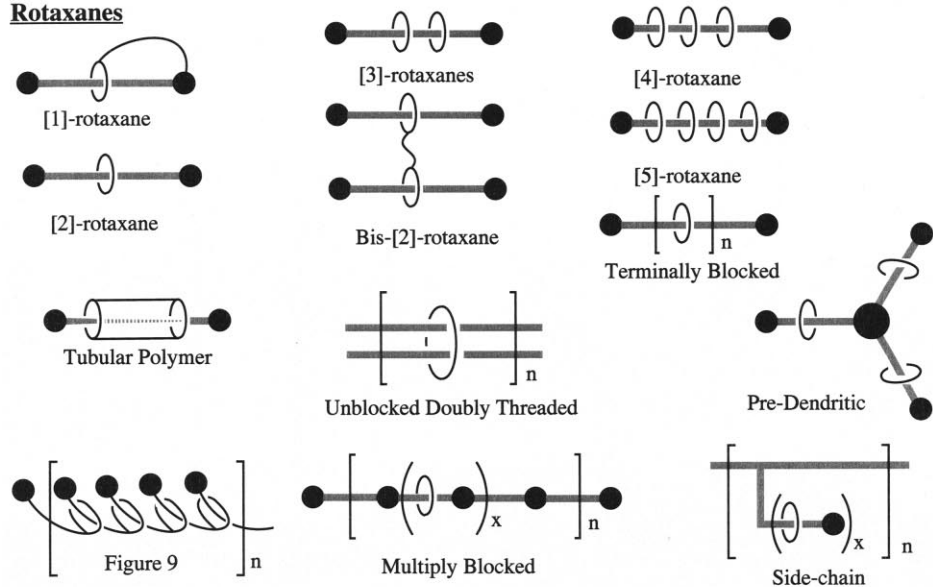 Rotaxanes
[1]-rotaxane
[3]-rotaxanes
[4]-rotaxane
[2]-rotaxane
Bis-[2]-rotaxane
[5]-rotaxane
n
Terminally Blocked
Tubular Polymer
n
Unblocked Doubly Threaded
Pre-Dendritic
n
Figure 9
x
n
Multiply Blocked
x
n
Side-chain